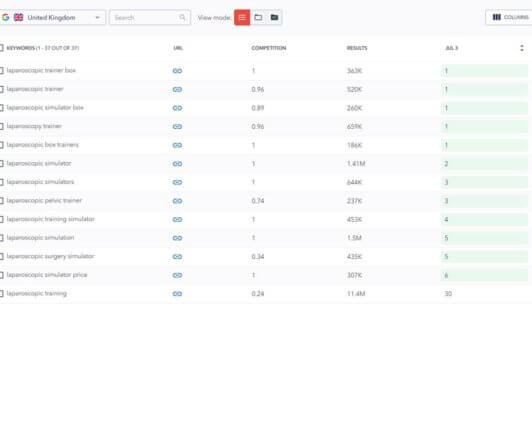 United Kingdom Search View mode: COLUMNS
KEYWORDS (1 - 37 OUT OF 37) URL COMPETITION RESULTS JUL 3
laparoscopic trainer box 1 363K 1
laparoscopic trainer 0.96 520K 1
laparoscopic simulator box 0.89 260K 1
laparoscopy trainer 0.96 659K 1
laparoscopic box trainers 1 186K 1
laparoscopic simulator 1 1.41M 2
laparoscopic simulators 1 644K 3
laparoscopic pelvic trainer 0.74 237K 3
laparoscopic training simulator 1 453K 4
laparoscopic simulation 1 1.5M 5
laparoscopic surgery simulator 0.34 435K 5
laparoscopic simulator price 1 307K 6
laparoscopic training 0.24 11.4M 30